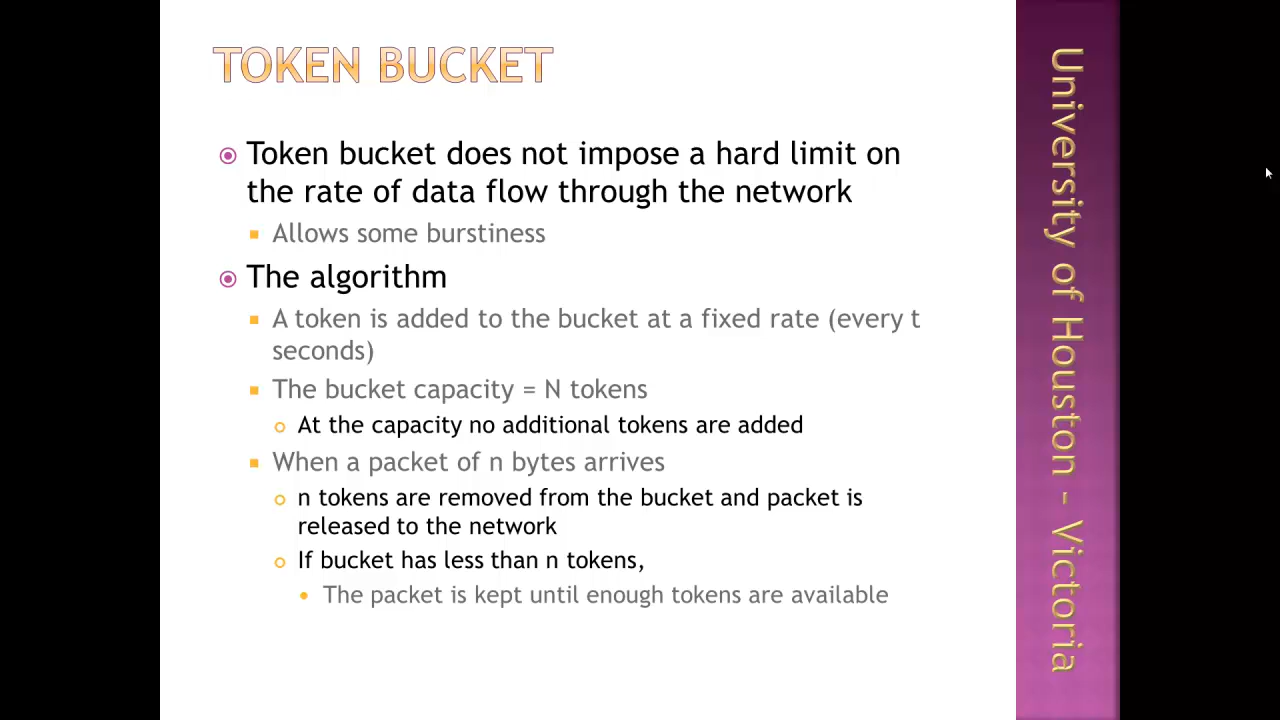 TOKEN BUCKET
Token bucket does not impose a hard limit on
the rate of data flow through the network
Allows some burstiness
The algorithm
A token is added to the bucket at a fixed rate (every t
seconds)
The bucket capacity = N tokens
At the capacity no additional tokens are added
When a packet of n bytes arrives
n tokens are removed from the bucket and packet is
released to the network
If bucket has less than n tokens,
The packet is kept until enough tokens are available
University of Houston – Victoria